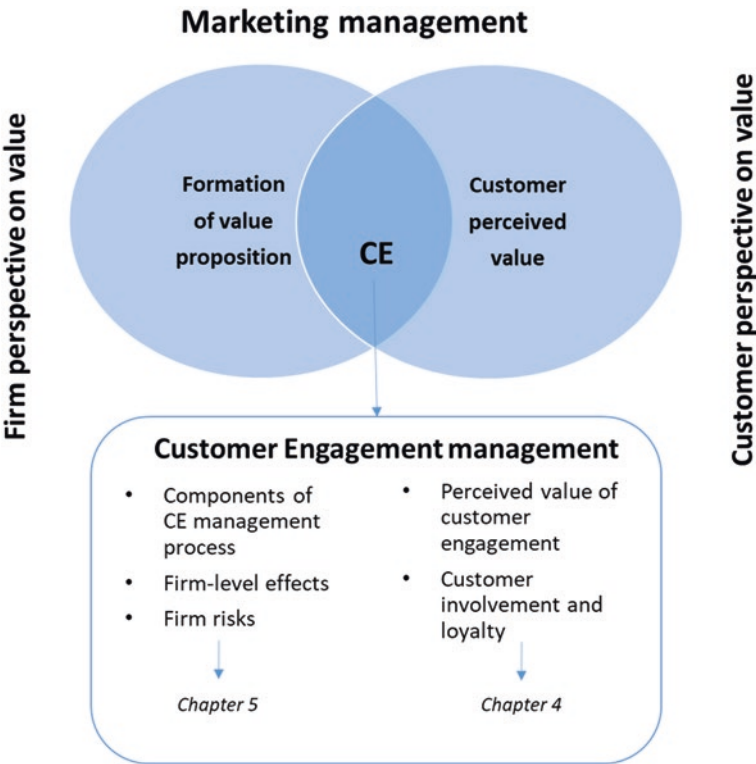 Marketing management
Firm perspective on value
Formation
of value
proposition
CE
Customer
perceived
value
Customer perspective on value
Customer Engagement management
• Components of
CE management
process
• Firm-level effects
• Firm risks
Chapter 5
• Perceived value of
customer
engagement
• Customer
involvement and
loyalty
Chapter 4